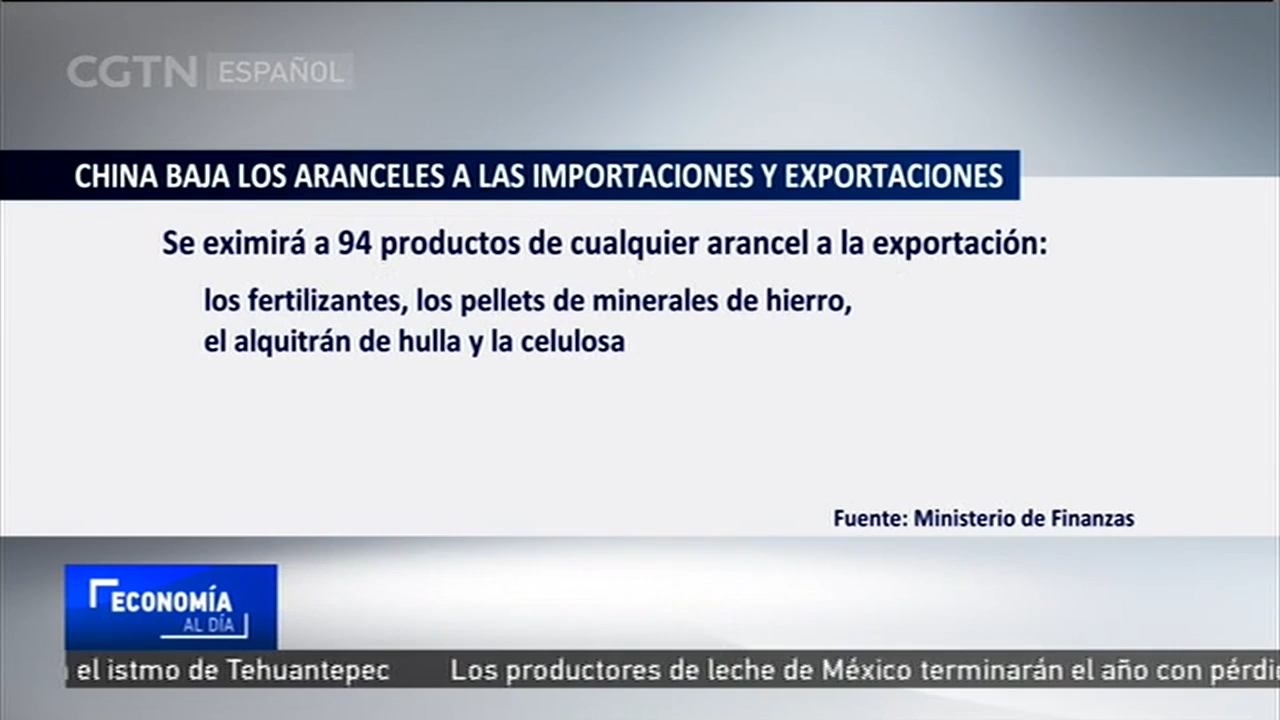 CGTN ESPAÑOL
CHINA BAJA LOS ARANCELES A LAS IMPORTACIONES Y EXPORTACIONES
Se eximirá a 94 productos de cualquier arancel a la exportación:
los fertilizantes, los pellets de minerales de hierro,
el alquitrán de hulla y la celulosa
Fuente: Ministerio de Finanzas
ECONOMÍA
AL DÍA
el istmo de Tehuantepec Los productores de leche de México terminarán el año con